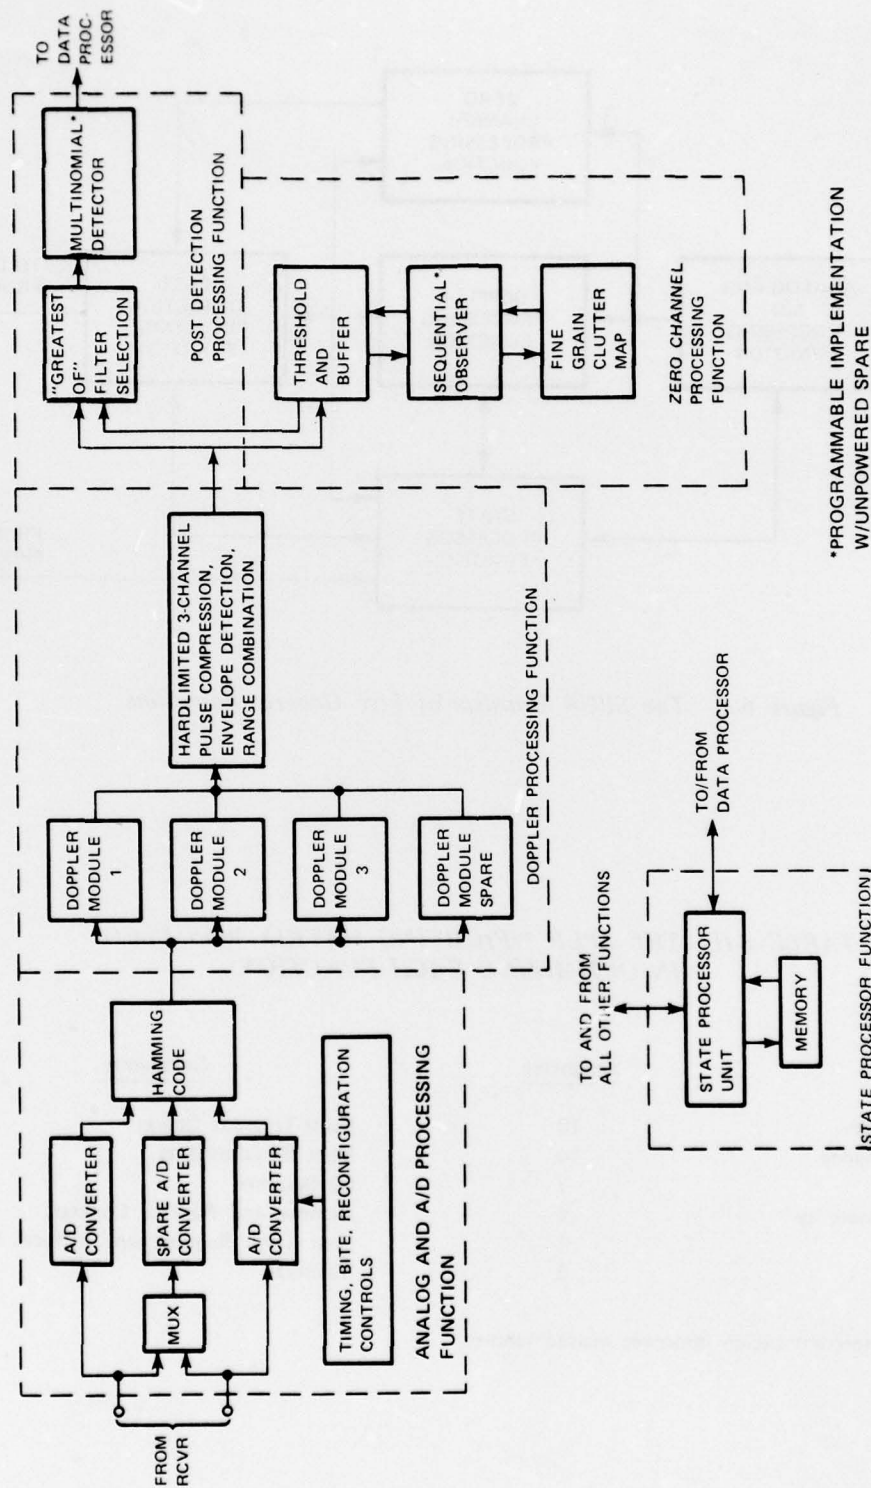 FROM
RCVR
MUX
A/D
CONVERTER
SPARE A/D
CONVERTER
A/D
CONVERTER
TIMING, BITE, RECONFIGURATION
CONTROLS
HAMMING
CODE
ANALOG AND A/D PROCESSING
FUNCTION
DOPPLER
MODULE
1
DOPPLER
MODULE
2
DOPPLER
MODULE
3
DOPPLER
MODULE
SPARE
HARDLIMITED 3-CHANNEL
PULSE COMPRESSION,
ENVELOPE DETECTION,
RANGE COMBINATION
DOPPLER PROCESSING FUNCTION
"GREATEST
OF"
FILTER
SELECTION
MULTINOMIAL*
DETECTOR
TO
DATA
PROC-
ESSOR
POST DETECTION
PROCESSING FUNCTION
THRESHOLD
AND
BUFFER
SEQUENTIAL*
OBSERVER
FINE
GRAIN
CLUTTER
MAP
ZERO CHANNEL
PROCESSING
FUNCTION
TO AND FROM
ALL OTHER FUNCTIONS
STATE PROCESSOR
UNIT
MEMORY
TO/FROM
DATA PROCESSOR
STATE PROCESSOR FUNCTION
*PROGRAMMABLE IMPLEMENTATION
W/UNPOWERED SPARE